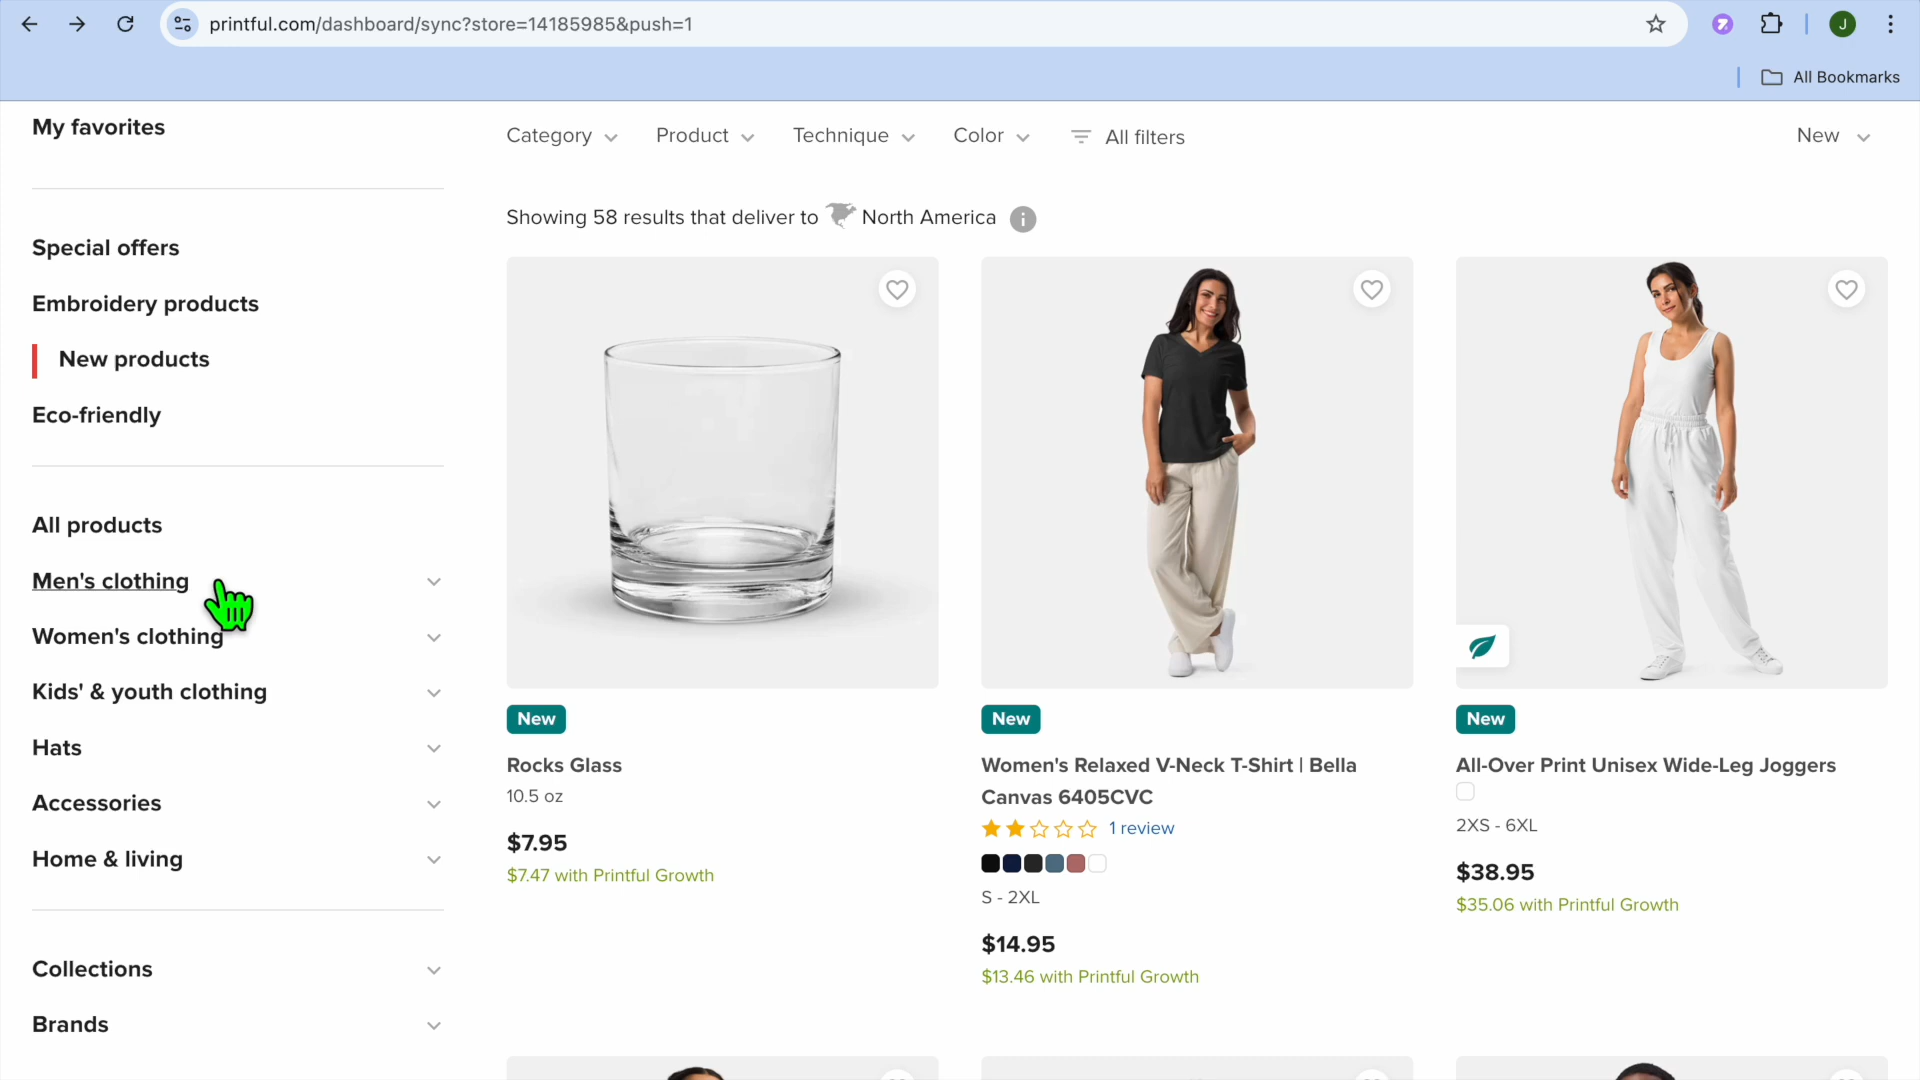 printful.com/dashboard/sync?store=14185985&push=1
J
All Bookmarks
My favorites
Special offers
Embroidery products
New products
Eco-friendly
All products
Men's clothing
Women's clothing
Kids' & youth clothing
Hats
Accessories
Home & living
Collections
Brands
Category
Product
Technique
Color
All filters
New
Showing 58 results that deliver to North America
New
Rocks Glass
10.5 oz
$7.95
$7.47 with Printful Growth
New
Women's Relaxed V-Neck T-Shirt | Bella
Canvas 6405CVC
1 review
S - 2XL
$14.95
$13.46 with Printful Growth
New
All-Over Print Unisex Wide-Leg Joggers
2XS - 6XL
$38.95
$35.06 with Printful Growth